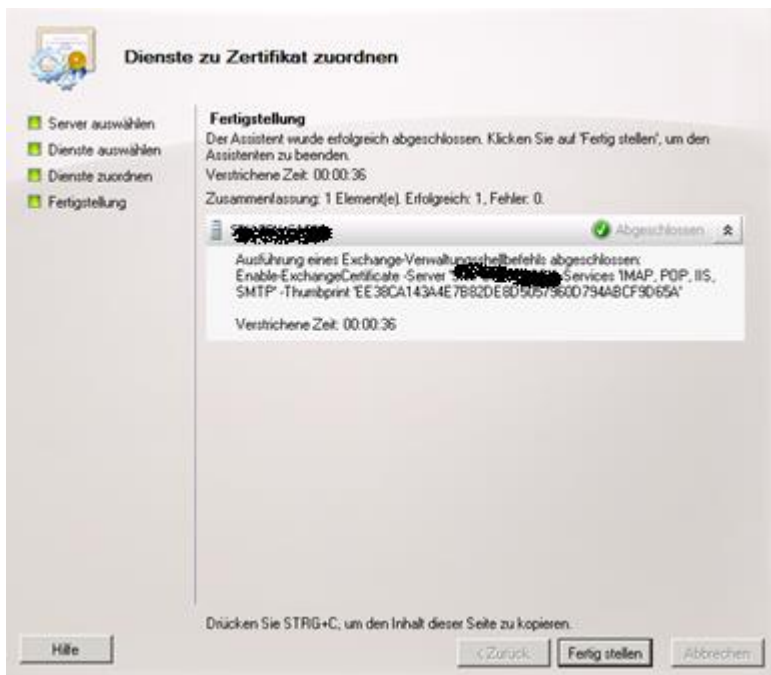 Dienste zu Zertifikat zuordnen
Server auswählen
Dienste auswählen
Dienste zuordnen
Fertigstellung
Fertigstellung
Der Assistent wurde erfolgreich abgeschlossen. Klicken Sie auf 'Fertig stellen', um den
Assistenten zu beenden.
Verstrichene Zeit: 00:00:36
Zusammenfassung: 1 Element(e). Erfolgreich: 1, Fehler: 0.
Abgeschlossen
Ausführung eines Exchange-Verwaltungsshellbefehls abgeschlossen:
Enable-ExchangeCertificate -Server Services 'IMAP, POP, IIS,
SMTP' -Thumbprint 'EE38CA143A4E7B82DE8D5057960D794ABCF9D65A'
Verstrichene Zeit: 00:00:36
Drücken Sie STRG+C, um den Inhalt dieser Seite zu kopieren.
Hilfe
< Zurück
Fertig stellen
Abbrechen